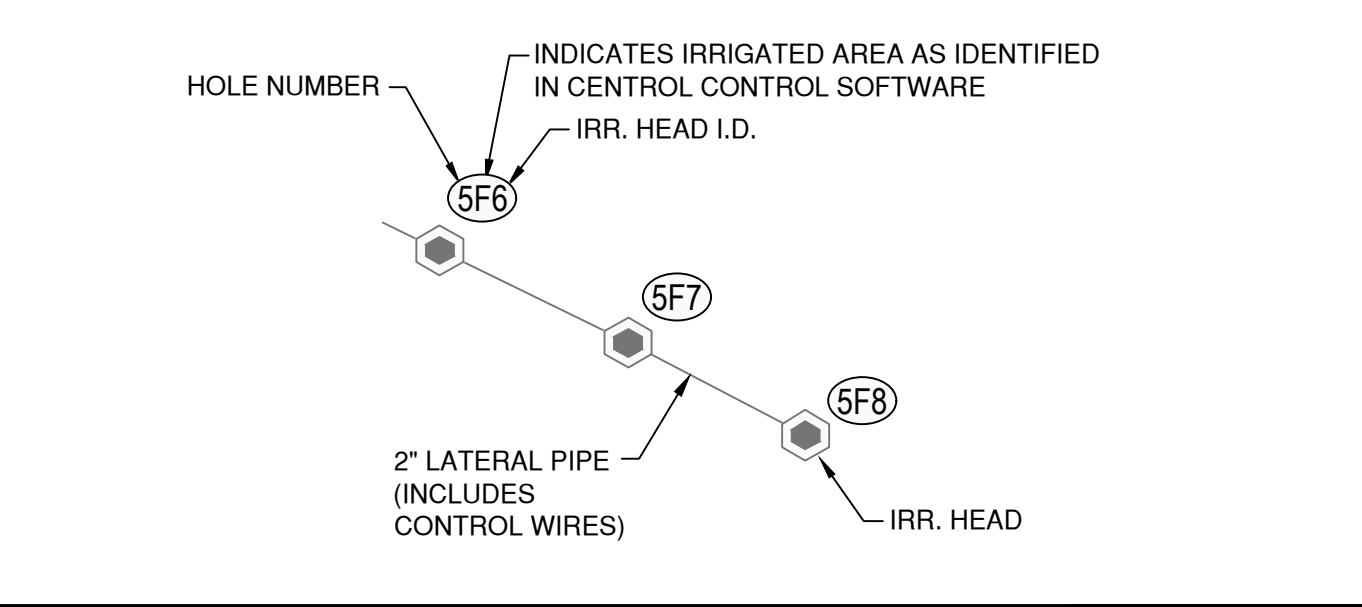 INDICATES IRRIGATED AREA AS IDENTIFIED
IN CENTROL CONTROL SOFTWARE
HOLE NUMBER
IRR. HEAD I.D.
5F6
5F7
5F8
2" LATERAL PIPE
(INCLUDES
CONTROL WIRES)
IRR. HEAD